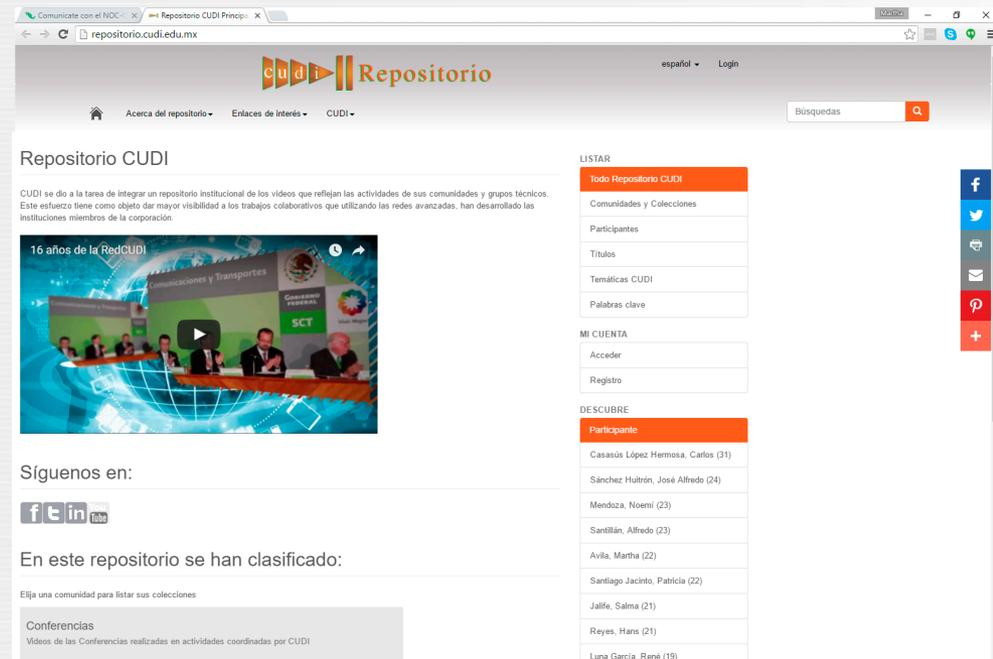 Comunicate con el NOC-
Repositorio CUDI Principa
Martha
repositorio.cudi.edu.mx
cudi Repositorio
español
Login
Acerca del repositorio
Enlaces de interés
CUDI
Búsquedas
Repositorio CUDI
CUDI se dio a la tarea de integrar un repositorio institucional de los videos que reflejan las actividades de sus comunidades y grupos técnicos.
Este esfuerzo tiene como objeto dar mayor visibilidad a los trabajos colaborativos que utilizando las redes avanzadas, han desarrollado las
instituciones miembros de la corporación.
16 años de la RedCUDI
Comunicaciones y Transportes
GOBIERNO
FEDERAL
SCT
Síguenos en:
You
Tube
En este repositorio se han clasificado:
Elija una comunidad para listar sus colecciones
Conferencias
Videos de las Conferencias realizadas en actividades coordinadas por CUDI
LISTAR
Todo Repositorio CUDI
Comunidades y Colecciones
Participantes
Títulos
Temáticas CUDI
Palabras clave
MI CUENTA
Acceder
Registro
DESCUBRE
Participante
Casasús López Hermosa, Carlos (31)
Sánchez Huitrón, José Alfredo (24)
Mendoza, Noemí (23)
Santillán, Alfredo (23)
Avila, Martha (22)
Santiago Jacinto, Patricia (22)
Jalife, Salma (21)
Reyes, Hans (21)
Luna García, René (19)